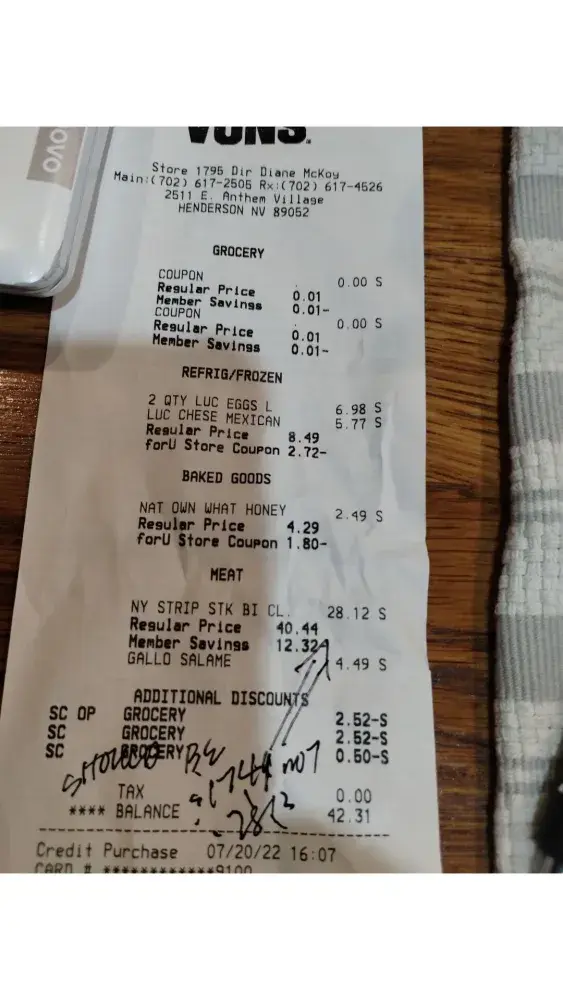 OVO
VONS.
Store 1795 Dir Diane McKoy
Main:(702) 617-2505 Rx:(702) 617-4526
2511 E. Anthem Village
HENDERSON NV 89052
GROCERY
COUPON 0.00 S
Regular Price 0.01
Member Savings 0.01-
COUPON 0.00 S
Regular Price 0.01
Member Savings 0.01-
REFRIG/FROZEN
2 QTY LUC EGGS L 6.98 S
LUC CHESE MEXICAN 5.77 S
Regular Price 8.49
forU Store Coupon 2.72-
BAKED GOODS
NAT OWN WHAT HONEY 2.49 S
Regular Price 4.29
forU Store Coupon 1.80-
MEAT
NY STRIP STK BI CL. 28.12 S
Regular Price 40.44
Member Savings 12.32-
GALLO SALAME 4.49 S
ADDITIONAL DISCOUNTS
SC OP GROCERY 2.52-S
SC GROCERY 2.52-S
SC GROCERY 0.50-S
SHOULD BE 1744 NOT
TAX 0.00
**** BALANCE 42.31
Credit Purchase 07/20/22 16:07
CARD # ************9100